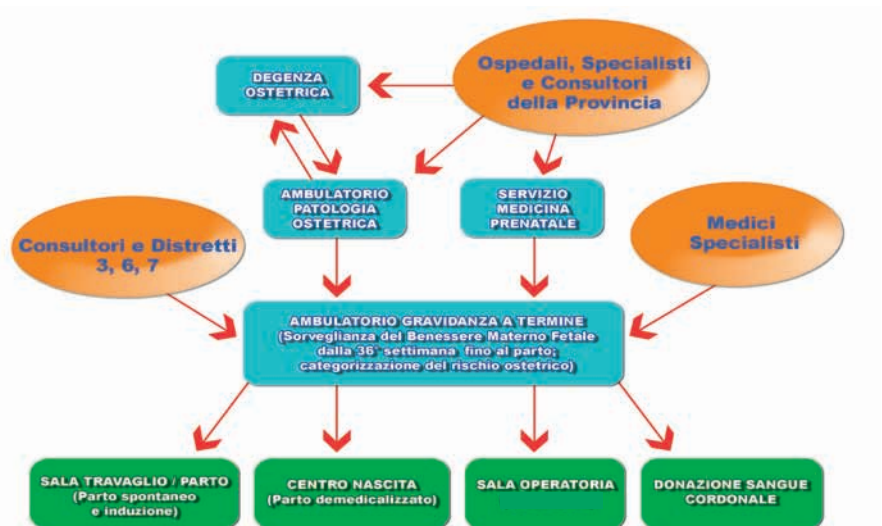 DEGENZA
OSTETRICA
Ospedali, Specialisti
e Consultori
della Provincia
AMBULATORIO
PATOLOGIA
OSTETRICA
SERVIZIO
MEDICINA
PRENATALE
Consultori e Distretti
3, 6, 7
Medici
Specialisti
AMBULATORIO GRAVIDANZA A TERMINE
(Sorveglianza del Benessere Materno Fetale
dalla 36° settimana fino al parto;
categorizzazione del rischio ostetrico)
SALA TRAVAGLIO / PARTO
(Parto spontaneo
e induzione)
CENTRO NASCITA
(Parto demedicalizzato)
SALA OPERATORIA
DONAZIONE SANGUE
CORDONALE